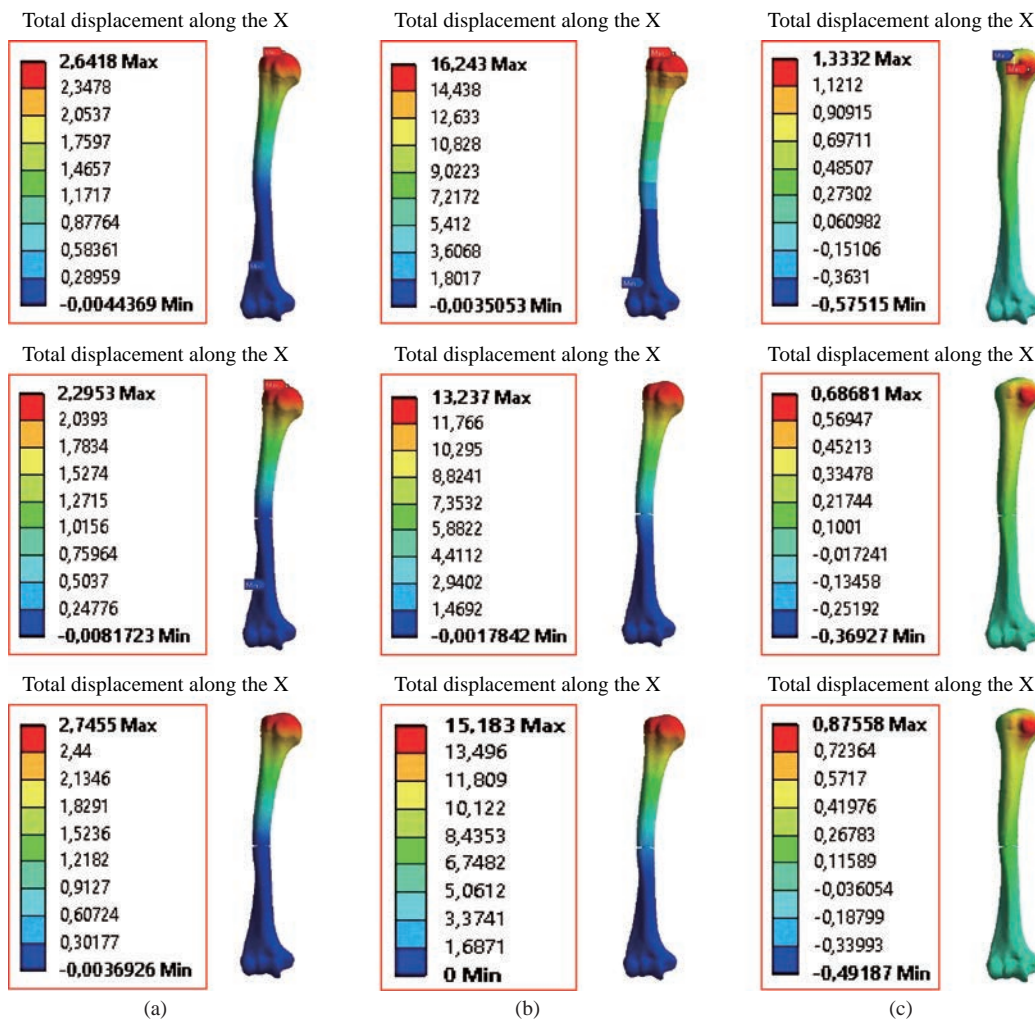 Total displacement along the X
2,6418 Max
2,3478
2,0537
1,7597
1,4657
1,1717
0,87764
0,58361
0,28959
-0,0044369 Min
Total displacement along the X
16,243 Max
14,438
12,633
10,828
9,0223
7,2172
5,412
3,6068
1,8017
-0,0035053 Min
Total displacement along the X
1,3332 Max
1,1212
0,90915
0,69711
0,48507
0,27302
0,060982
-0,15106
-0,3631
-0,57515 Min
Total displacement along the X
2,2953 Max
2,0393
1,7834
1,5274
1,2715
1,0156
0,75964
0,5037
0,24776
-0,0081723 Min
Total displacement along the X
13,237 Max
11,766
10,295
8,8241
7,3532
5,8822
4,4112
2,9402
1,4692
-0,0017842 Min
Total displacement along the X
0,68681 Max
0,56947
0,45213
0,33478
0,21744
0,1001
-0,017241
-0,13458
-0,25192
-0,36927 Min
Total displacement along the X
2,7455 Max
2,44
2,1346
1,8291
1,5236
1,2182
0,9127
0,60724
0,30177
-0,0036926 Min
Total displacement along the X
15,183 Max
13,496
11,809
10,122
8,4353
6,7482
5,0612
3,3741
1,6871
0 Min
Total displacement along the X
0,87558 Max
0,72364
0,5717
0,41976
0,26783
0,11589
-0,036054
-0,18799
-0,33993
-0,49187 Min
(a)
(b)
(c)